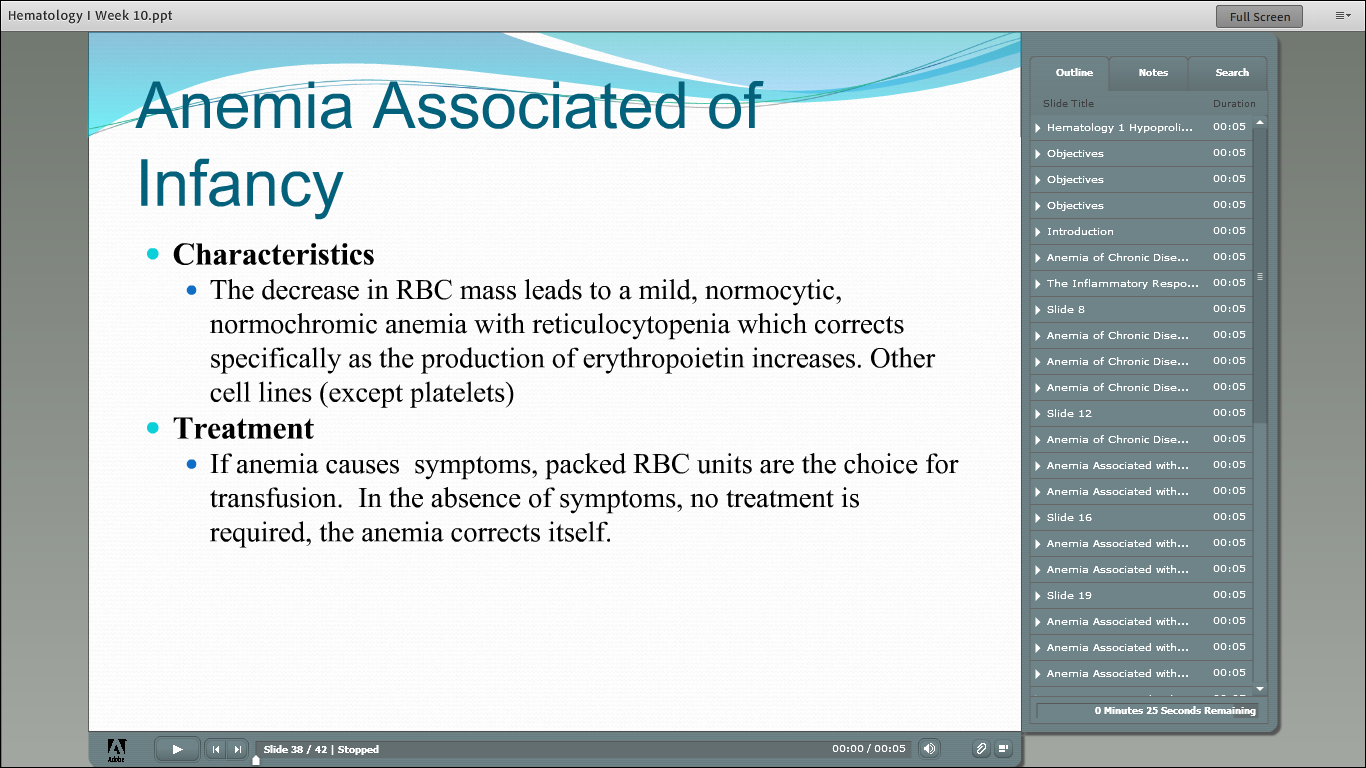 Hematology I Week 10.ppt
Full Screen
Anemia Associated of
Infancy
Characteristics
The decrease in RBC mass leads to a mild, normocytic,
normochromic anemia with reticulocytopenia which corrects
specifically as the production of erythropoietin increases. Other
cell lines (except platelets)
Treatment
If anemia causes  symptoms, packed RBC units are the choice for
transfusion.  In the absence of symptoms, no treatment is
required, the anemia corrects itself.
Outline Notes Search
Slide Title Duration
Hematology 1 Hypoproli... 00:05
Objectives 00:05
Objectives 00:05
Objectives 00:05
Introduction 00:05
Anemia of Chronic Dise... 00:05
The Inflammatory Respo... 00:05
Slide 8 00:05
Anemia of Chronic Dise... 00:05
Anemia of Chronic Dise... 00:05
Anemia of Chronic Dise... 00:05
Slide 12 00:05
Anemia of Chronic Dise... 00:05
Anemia Associated with... 00:05
Anemia Associated with... 00:05
Slide 16 00:05
Anemia Associated with... 00:05
Anemia Associated with... 00:05
Slide 19 00:05
Anemia Associated with... 00:05
Anemia Associated with... 00:05
Anemia Associated with... 00:05
0 Minutes 25 Seconds Remaining
Adobe
Slide 38 / 42 | Stopped
00:00 / 00:05